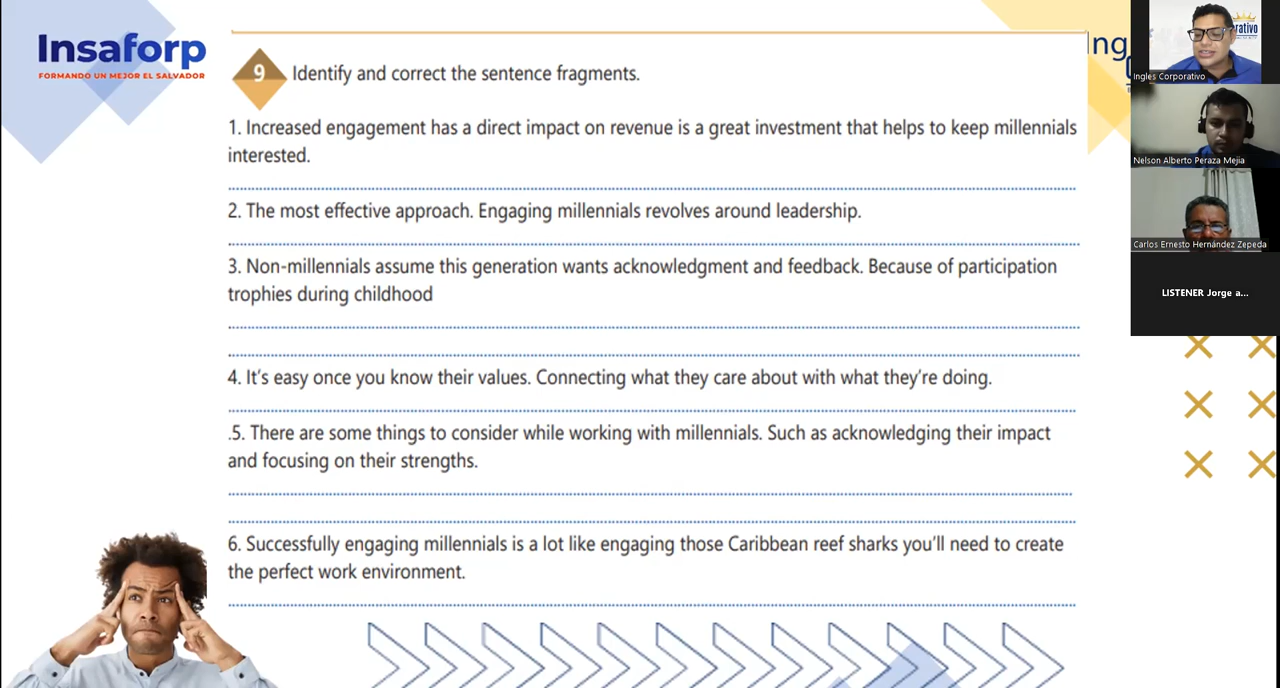 Insaforp
FORMANDO UN MEJOR EL SALVADOR
9 Identify and correct the sentence fragments.
1. Increased engagement has a direct impact on revenue is a great investment that helps to keep millennials
interested.
2. The most effective approach. Engaging millennials revolves around leadership.
3. Non-millennials assume this generation wants acknowledgment and feedback. Because of participation
trophies during childhood
4. It's easy once you know their values. Connecting what they care about with what they're doing.
.5. There are some things to consider while working with millennials. Such as acknowledging their impact
and focusing on their strengths.
6. Successfully engaging millennials is a lot like engaging those Caribbean reef sharks you'll need to create
the perfect work environment.
Ing
rativo
Ingles Corporativo
Nelson Alberto Peraza Mejia
Carlos Ernesto Hernández Zepeda
LISTENER Jorge a...